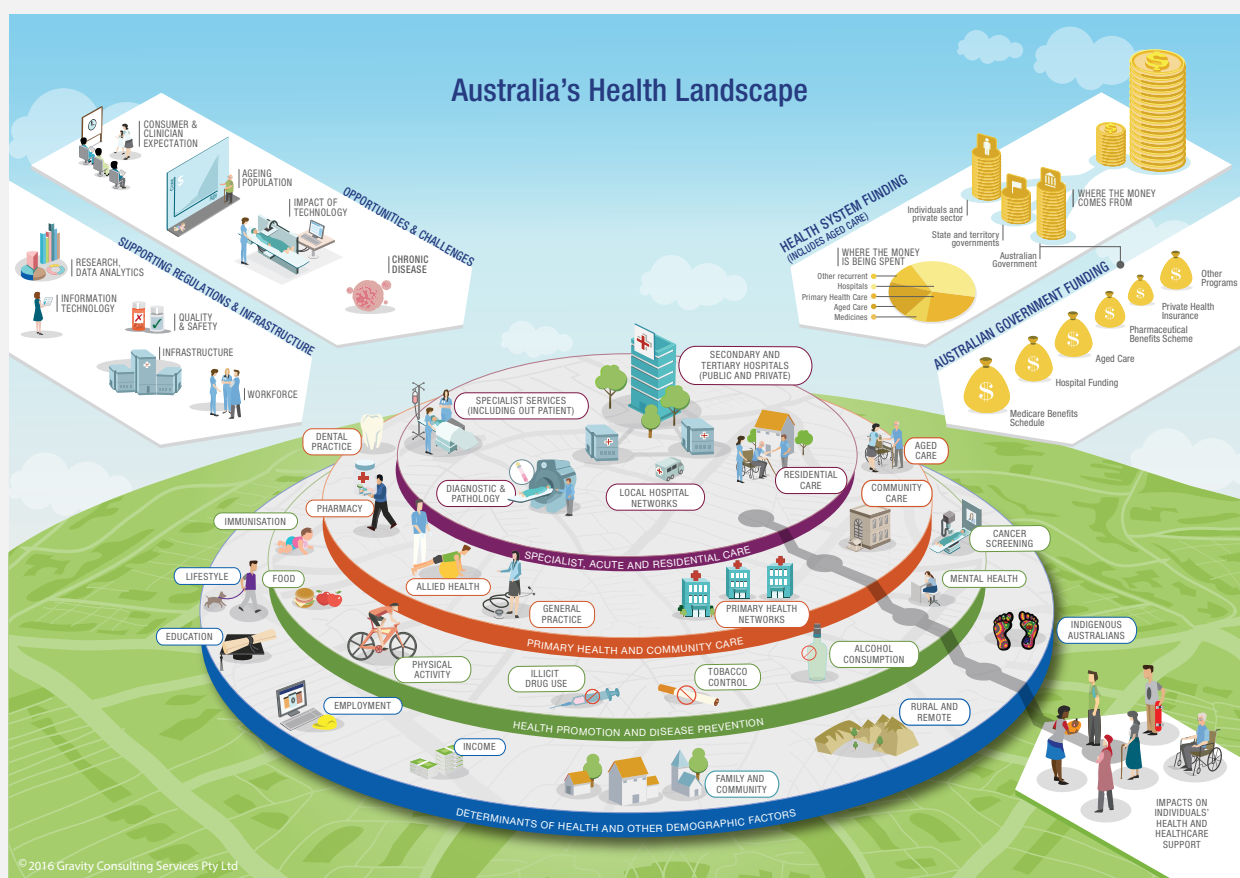 Australia's Health Landscape
CONSUMER &
CLINICIAN
EXPECTATION
AGEING
POPULATION
IMPACT OF
TECHNOLOGY
CHRONIC
DISEASE
OPPORTUNITIES & CHALLENGES
RESEARCH,
DATA ANALYTICS
INFORMATION
TECHNOLOGY
QUALITY
& SAFETY
INFRASTRUCTURE
WORKFORCE
SUPPORTING REGULATIONS & INFRASTRUCTURE
HEALTH SYSTEM FUNDING
(INCLUDES AGED CARE)
WHERE THE MONEY
COMES FROM
Individuals and
private sector
State and territory
governments
Australian
Government
WHERE THE MONEY
IS BEING SPENT
Other recurrent
Hospitals
Primary Health Care
Aged Care
Medicines
AUSTRALIAN GOVERNMENT FUNDING
Other
Programs
Private Health
Insurance
Pharmaceutical
Benefits Scheme
Aged Care
Hospital Funding
Medicare Benefits
Schedule
SECONDARY AND
TERTIARY HOSPITALS
(PUBLIC AND PRIVATE)
SPECIALIST SERVICES
(INCLUDING OUT PATIENT)
DIAGNOSTIC &
PATHOLOGY
LOCAL HOSPITAL
NETWORKS
RESIDENTIAL
CARE
SPECIALIST, ACUTE AND RESIDENTIAL CARE
DENTAL
PRACTICE
PHARMACY
ALLIED HEALTH
GENERAL
PRACTICE
PRIMARY HEALTH
NETWORKS
COMMUNITY
CARE
AGED
CARE
PRIMARY HEALTH AND COMMUNITY CARE
IMMUNISATION
FOOD
PHYSICAL
ACTIVITY
ILLICIT
DRUG USE
TOBACCO
CONTROL
ALCOHOL
CONSUMPTION
MENTAL HEALTH
CANCER
SCREENING
HEALTH PROMOTION AND DISEASE PREVENTION
LIFESTYLE
EDUCATION
EMPLOYMENT
INCOME
FAMILY AND
COMMUNITY
RURAL AND
REMOTE
INDIGENOUS
AUSTRALIANS
DETERMINANTS OF HEALTH AND OTHER DEMOGRAPHIC FACTORS
IMPACTS ON
INDIVIDUALS'
HEALTH AND
HEALTHCARE
SUPPORT
© 2016 Gravity Consulting Services Pty Ltd